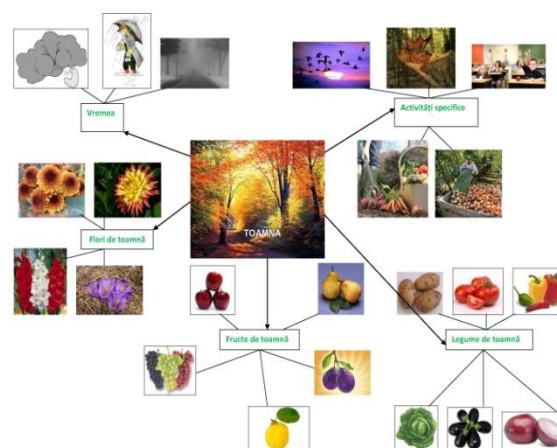 Vremea
Activități specifice
TOAMNA
Flori de toamnă
Fructe de toamnă
Legume de toamnă